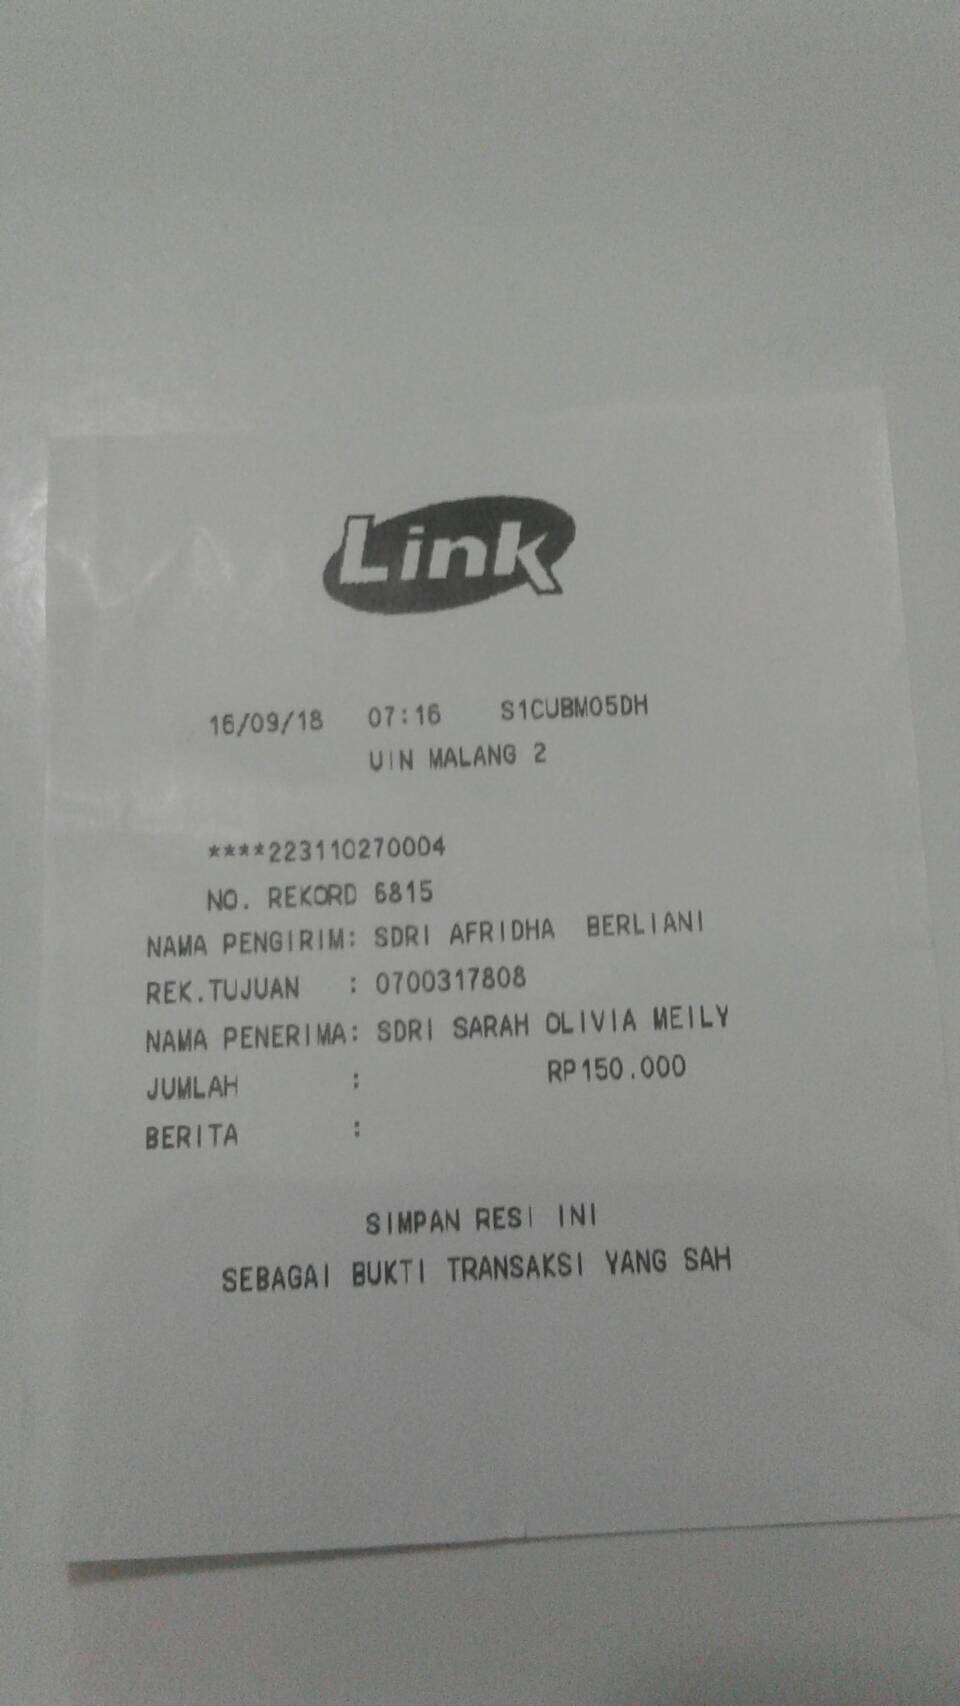 Link
16/09/18 07:16 S1CUBM05DH
UIN MALANG 2
****223110270004
NO. REKORD 6815
NAMA PENGIRIM: SDRI AFRIDHA BERLIANI
REK.TUJUAN : 0700317808
NAMA PENERIMA: SDRI SARAH OLIVIA MEILY
JUMLAH : RP150.000
BERITA :
SIMPAN RESI INI
SEBAGAI BUKTI TRANSAKSI YANG SAH